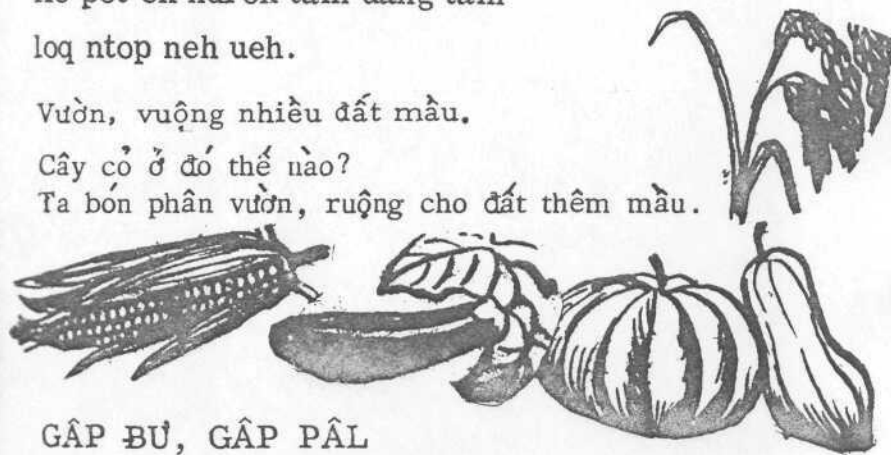 loq ntop neh ueh.
Vườn, vuộng nhiều đất mầu.
Cây cỏ ở đó thế nào?
Ta bón phân vườn, ruộng cho đất thêm mầu.
GÂP ƀƯ, GÂP PÂL